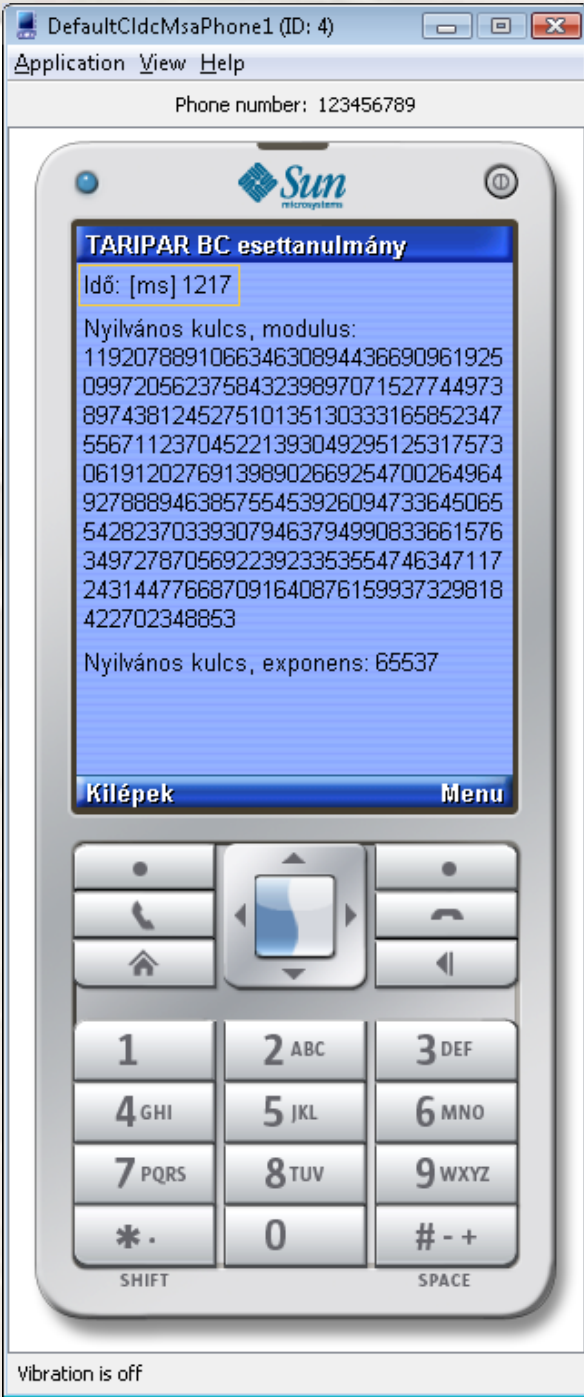 DefaultCldcMsaPhone1 (ID: 4)
Application View Help
Phone number: 123456789
Sun
microsystems
TARIPAR BC esettanulmány
Idő: [ms] 1217
Nyilvános kulcs, modulus:
119207889106634630894436690961925
099720562375843239897071527744973
897438124527510135130333165852347
556711237045221393049295125317573
061912027691398902669254700264964
927888946385755453926094733645065
542823703393079463794990833661576
349727870569223923353554746347117
243144776687091640876159937329818
422702348853
Nyilvános kulcs, exponens: 65537
Kilépek Menu
1 2 ABC 3 DEF
4 GHI 5 JKL 6 MNO
7 PQRS 8 TUV 9 WXYZ
* . 0 # - +
SHIFT SPACE
Vibration is off